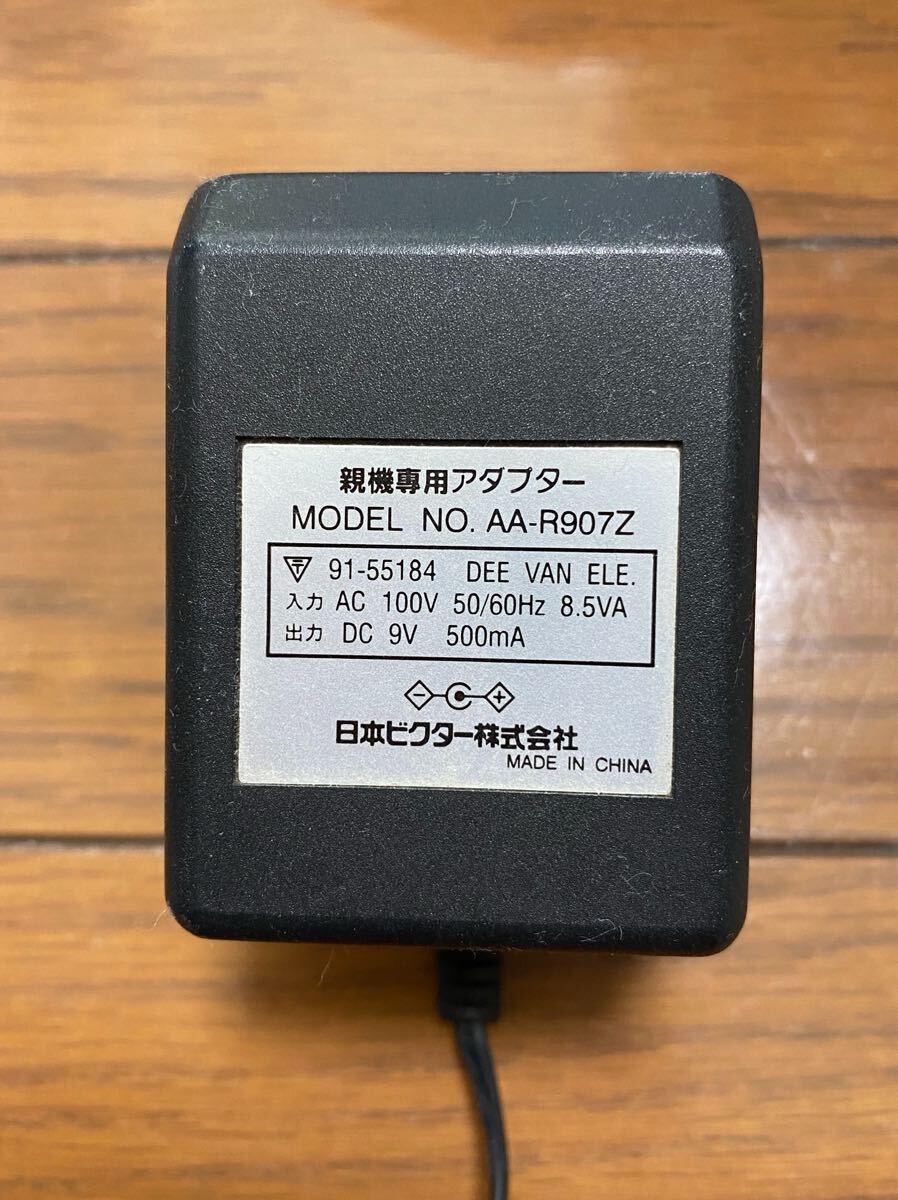 親機専用アダプター
MODEL NO. AA-R907Z
91-55184 DEE VAN ELE.
入力 AC 100V 50/60Hz 8.5VA
出力 DC 9V 500mA
日本ビクター株式会社
MADE IN CHINA